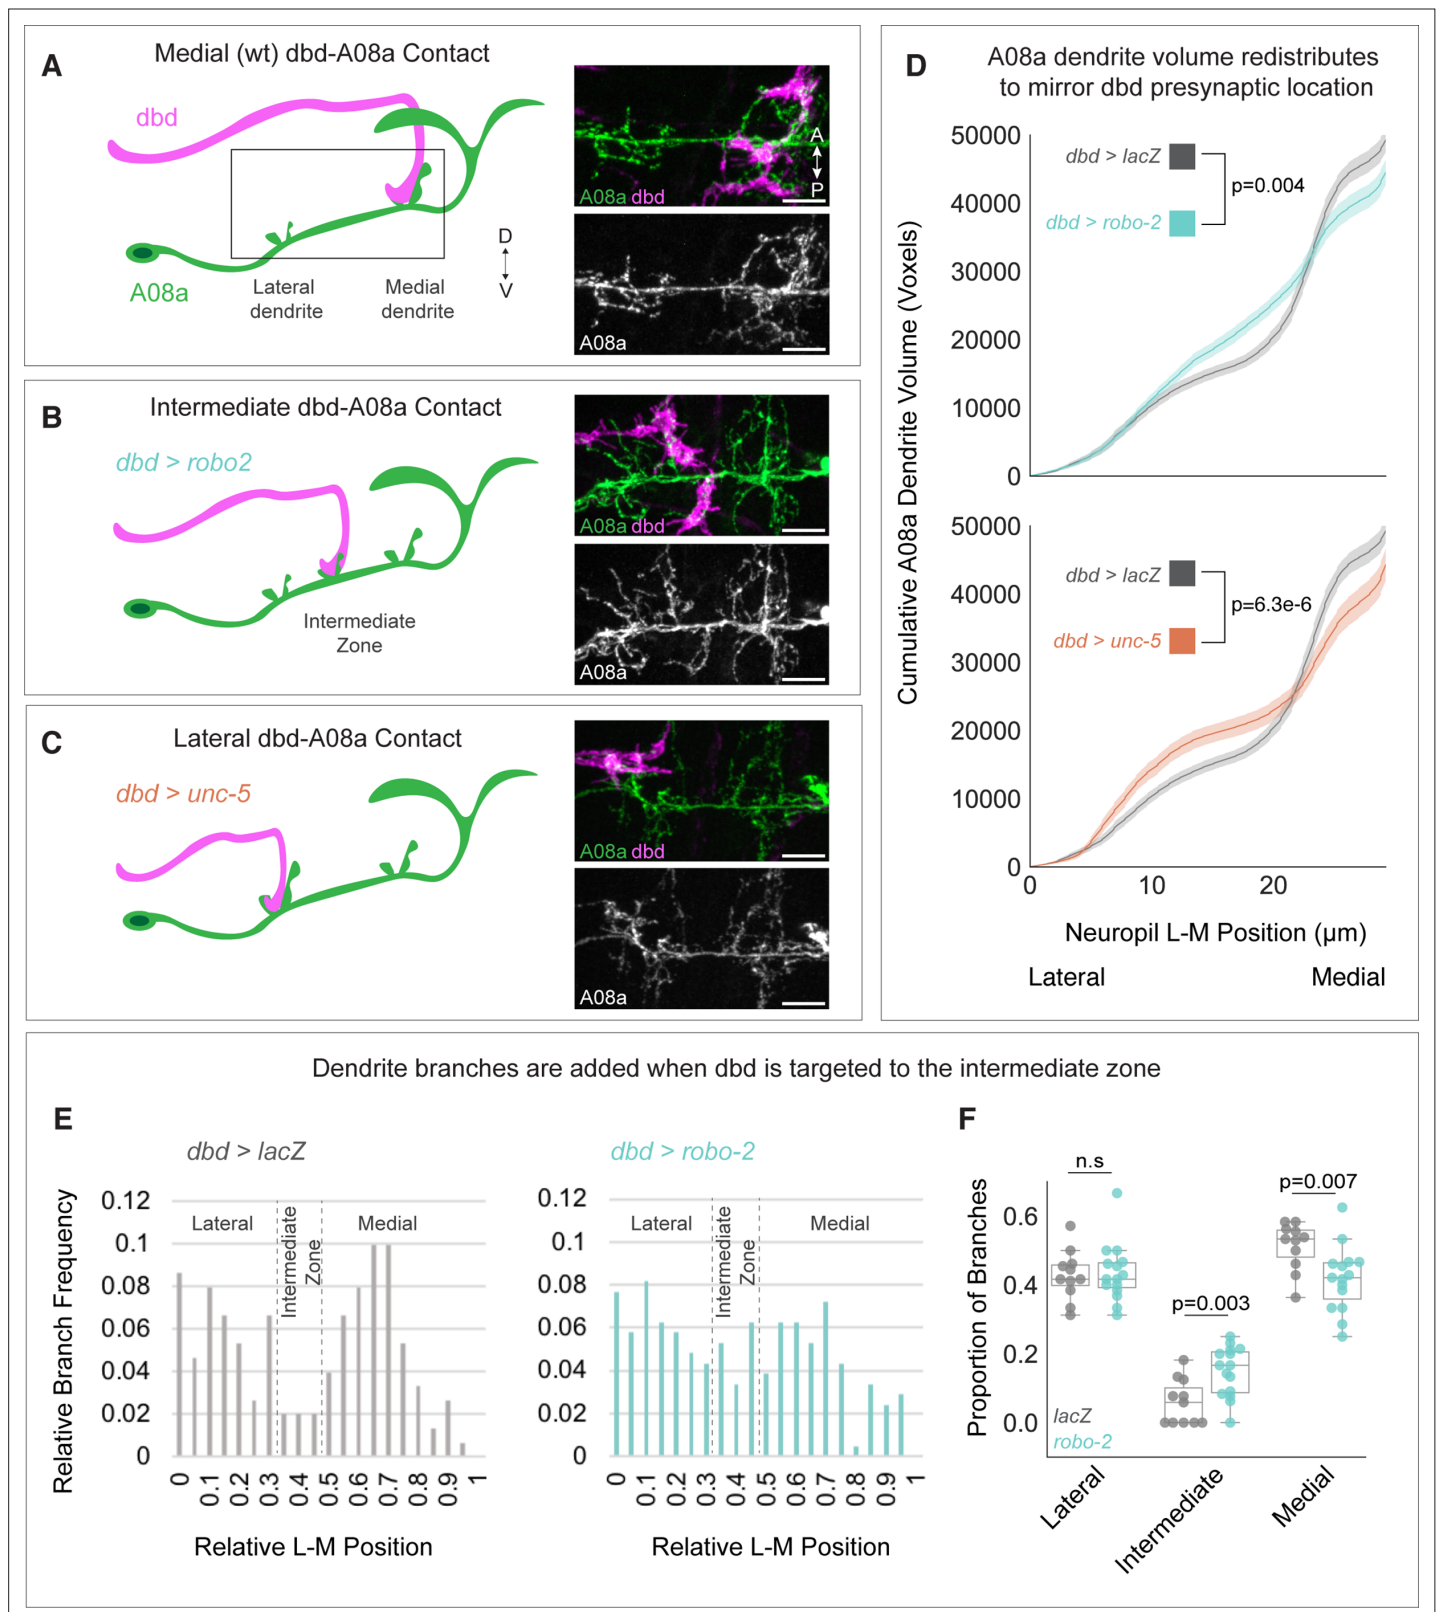 A
Medial (wt) dbd-A08a Contact
dbd
A08a
Lateral
dendrite
Medial
dendrite
D
V
A
P
A08a dbd
A08a
B
Intermediate dbd-A08a Contact
dbd > robo2
Intermediate
Zone
A08a dbd
A08a
C
Lateral dbd-A08a Contact
dbd > unc-5
A08a dbd
A08a
D
A08a dendrite volume redistributes
to mirror dbd presynaptic location
Cumulative A08a Dendrite Volume (Voxels)
50000
40000
30000
20000
10000
0
dbd > lacZ
dbd > robo-2
p=0.004
50000
40000
30000
20000
10000
0
dbd > lacZ
dbd > unc-5
p=6.3e-6
0 10 20
Neuropil L-M Position (µm)
Lateral Medial
Dendrite branches are added when dbd is targeted to the intermediate zone
E
dbd > lacZ
Relative Branch Frequency
0.12
0.1
0.08
0.06
0.04
0.02
0
Lateral
Intermediate
Zone
Medial
0 0.1 0.2 0.3 0.4 0.5 0.6 0.7 0.8 0.9 1
Relative L-M Position
dbd > robo-2
0.12
0.1
0.08
0.06
0.04
0.02
0
Lateral
Intermediate
Zone
Medial
0 0.1 0.2 0.3 0.4 0.5 0.6 0.7 0.8 0.9 1
Relative L-M Position
F
Proportion of Branches
0.6
0.4
0.2
0.0
n.s
p=0.003
p=0.007
lacZ
robo-2
Lateral
Intermediate
Medial